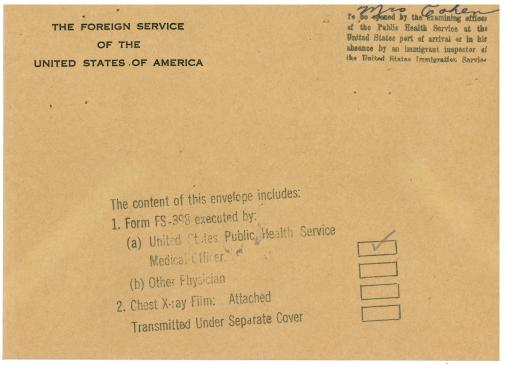 THE FOREIGN SERVICE
OF THE
UNITED STATES OF AMERICA
Mrs Cohen
To be opened by the examining officer
of the Public Health Service at the
United States port of arrival or in his
absence by an immigrant inspector of
the United States Immigration Service
The content of this envelope includes:
1. Form FS-398 executed by:
(a) United States Public Health Service
Medical Officer
(b) Other Physician
2. Chest X-ray Film: Attached
Transmitted Under Separate Cover